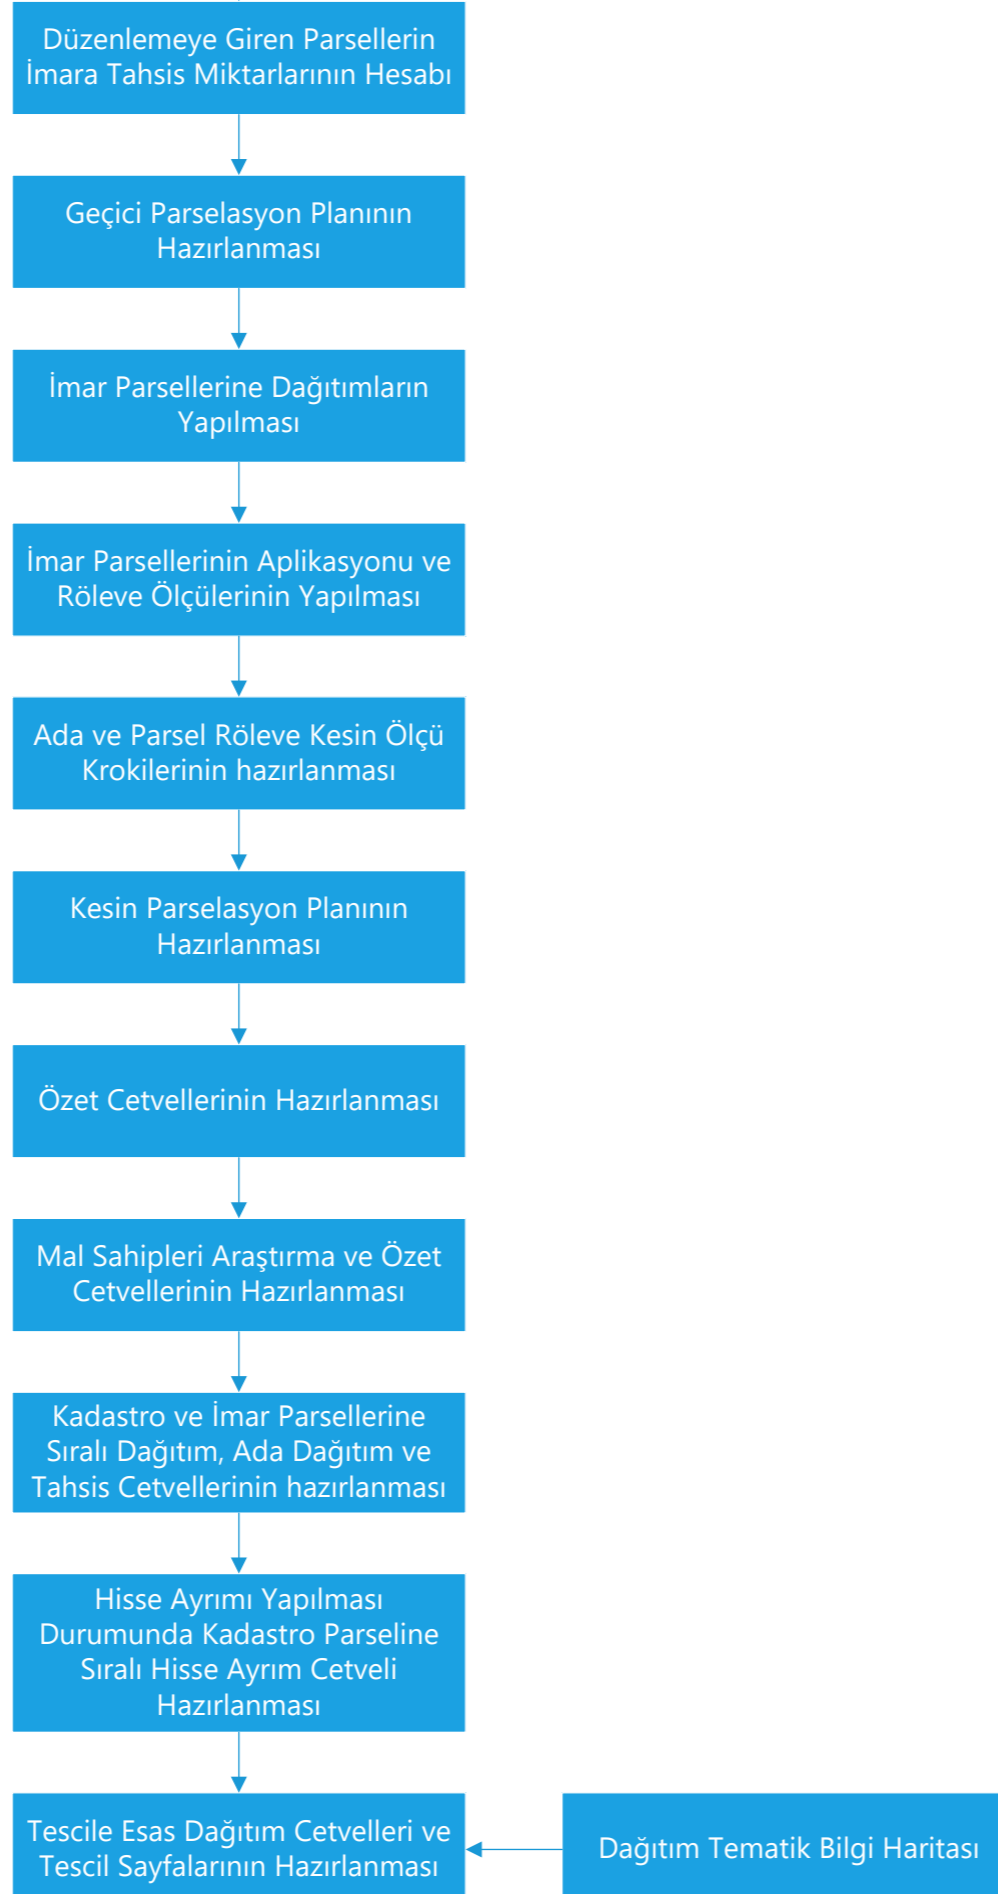 Düzenlemeye Giren Parsellerin
İmara Tahsis Miktarlarının Hesabı
Geçici Parselasyon Planının
Hazırlanması
İmar Parsellerine Dağıtımların
Yapılması
İmar Parsellerinin Aplikasyonu ve
Röleve Ölçülerinin Yapılması
Ada ve Parsel Röleve Kesin Ölçü
Krokilerinin hazırlanması
Kesin Parselasyon Planının
Hazırlanması
Özet Cetvellerinin Hazırlanması
Mal Sahipleri Araştırma ve Özet
Cetvellerinin Hazırlanması
Kadastro ve İmar Parsellerine
Sıralı Dağıtım, Ada Dağıtım ve
Tahsis Cetvellerinin hazırlanması
Hisse Ayrımı Yapılması
Durumunda Kadastro Parseline
Sıralı Hisse Ayrım Cetveli
Hazırlanması
Tescile Esas Dağıtım Cetvelleri ve
Tescil Sayfalarının Hazırlanması
Dağıtım Tematik Bilgi Haritası